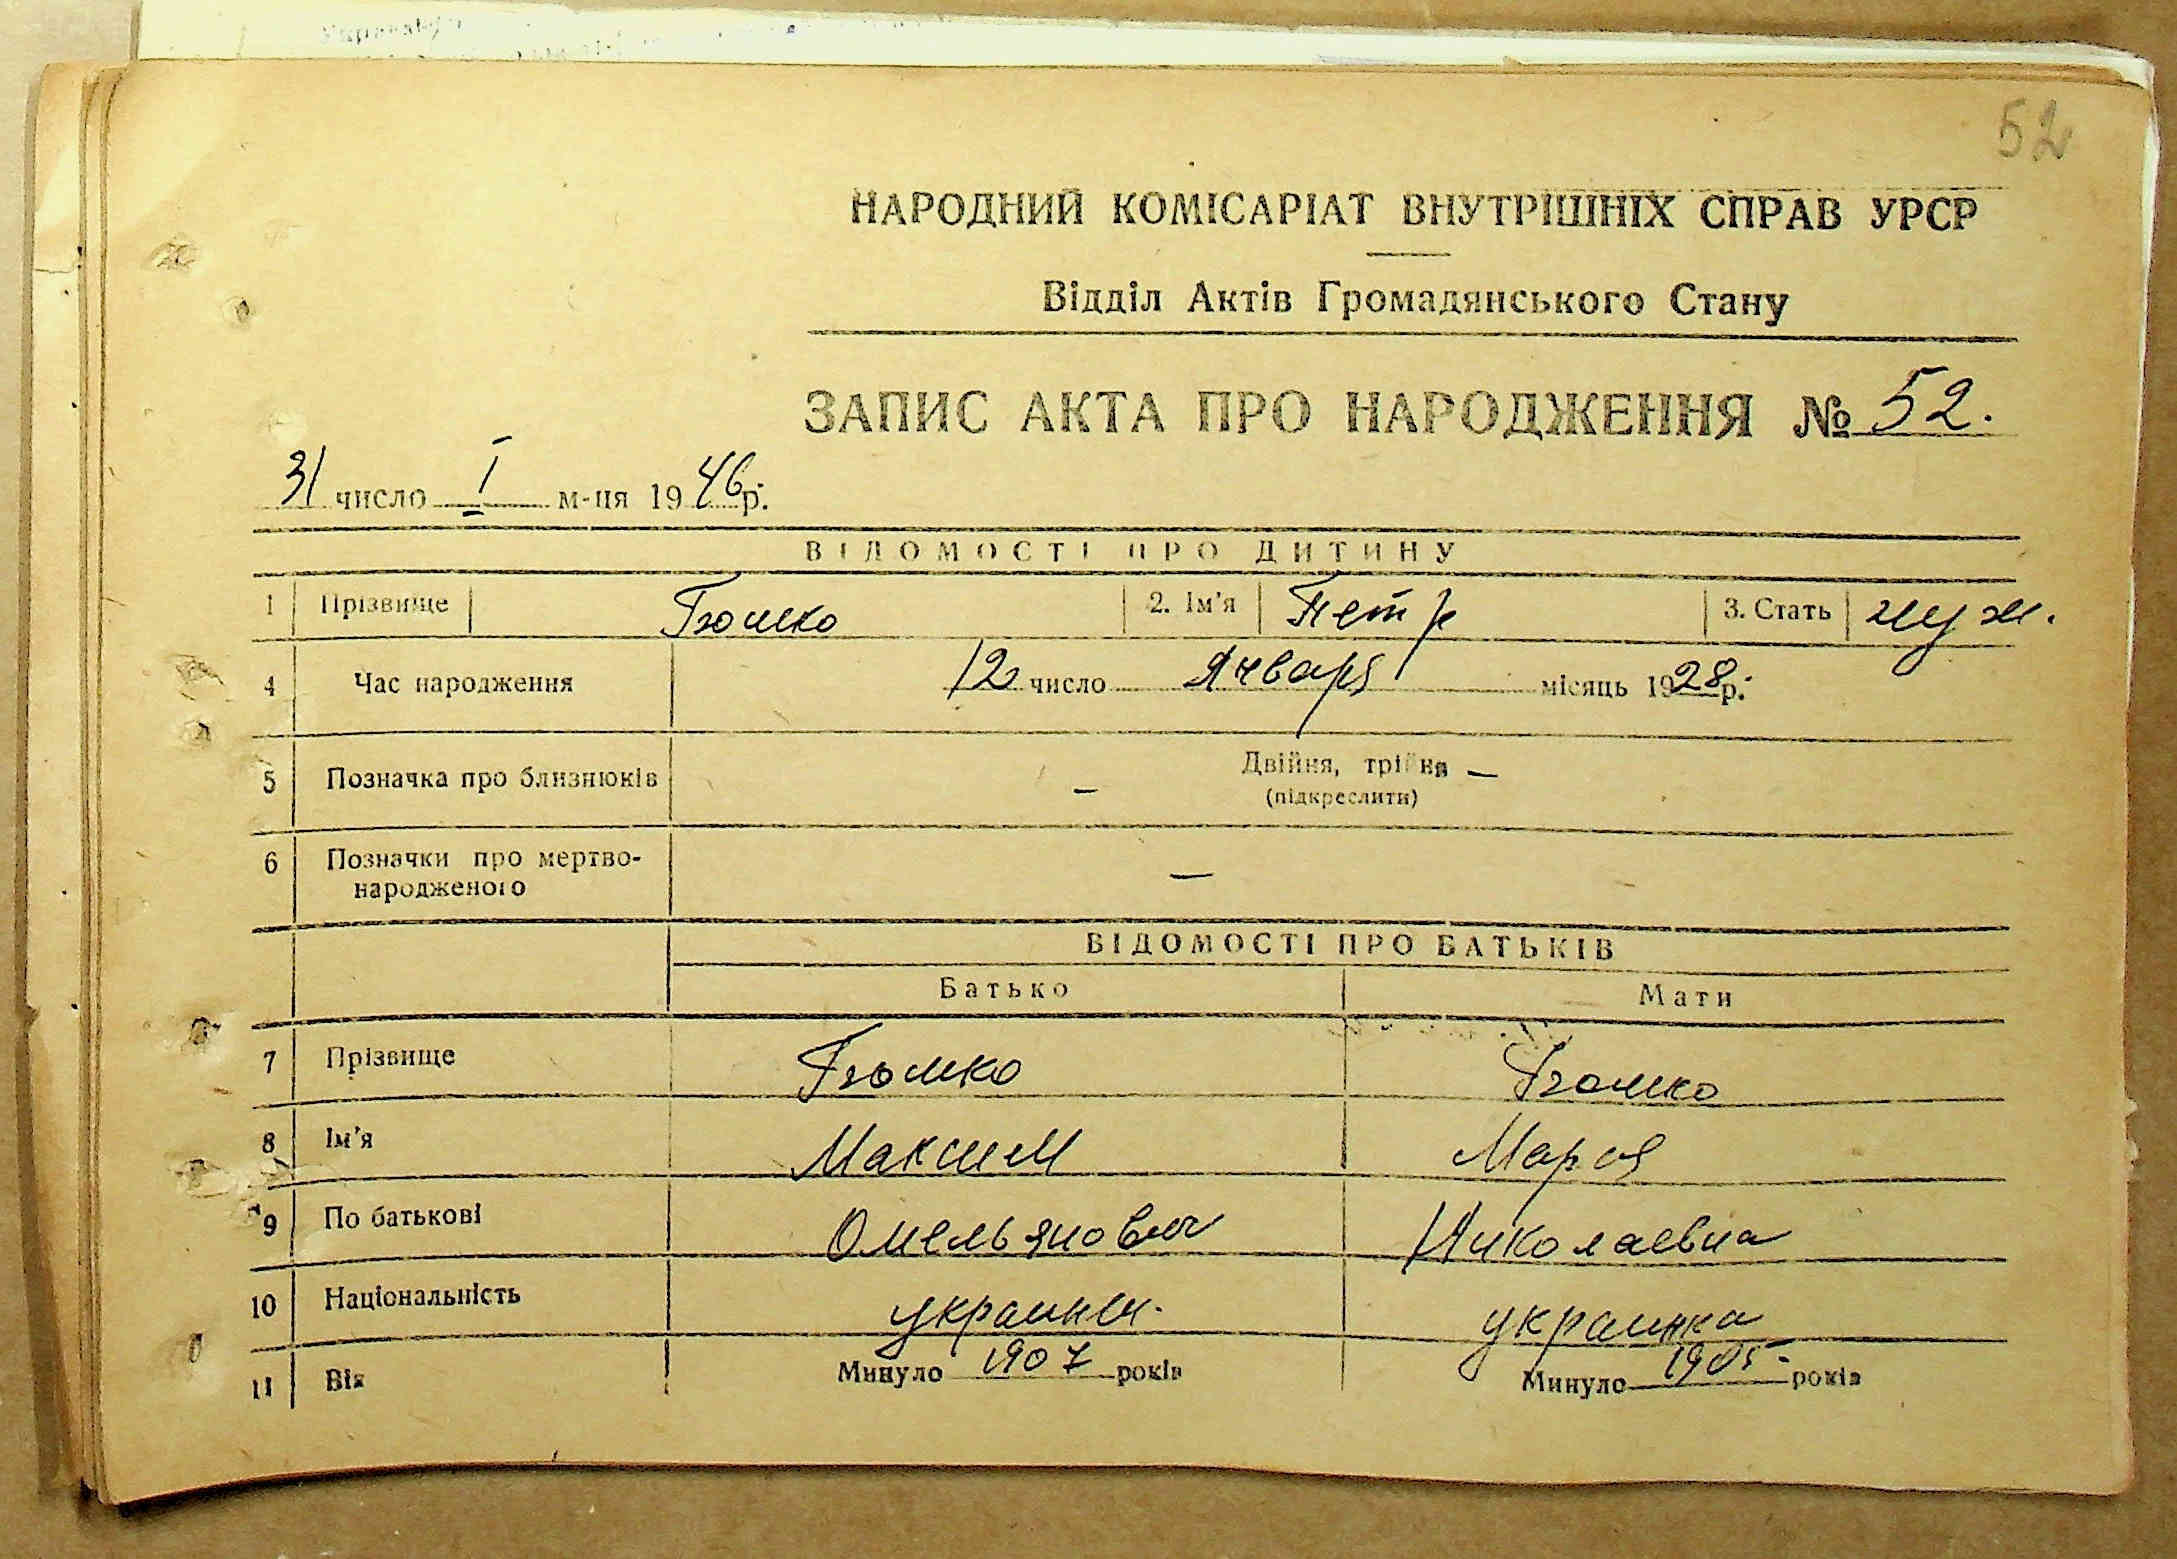 52
НАРОДНИЙ КОМІСАРІАТ ВНУТРІШНІХ СПРАВ УРСР
Відділ Актів Громадянського Стану
ЗАПИС АКТА ПРО НАРОДЖЕННЯ № 52.
31 число I м-ця 1946 р.
ВІДОМОСТІ ПРО ДИТИНУ
1 Прізвище 2. Ім'я Петр 3. Стать муж.
4 Час народження 12 число Января місяць 1928 р.
5 Позначка про близнюків — Двійня, трійня —
(підкреслити)
6 Позначки про мертво-
народженого —
ВІДОМОСТІ ПРО БАТЬКІВ
Батько Мати
7 Прізвище
8 Ім'я Максим Мария
9 По батькові Омельянович Николаевна
10 Національність украинец. украинка
11 Вік Минуло 1907 років Минуло 1905 років